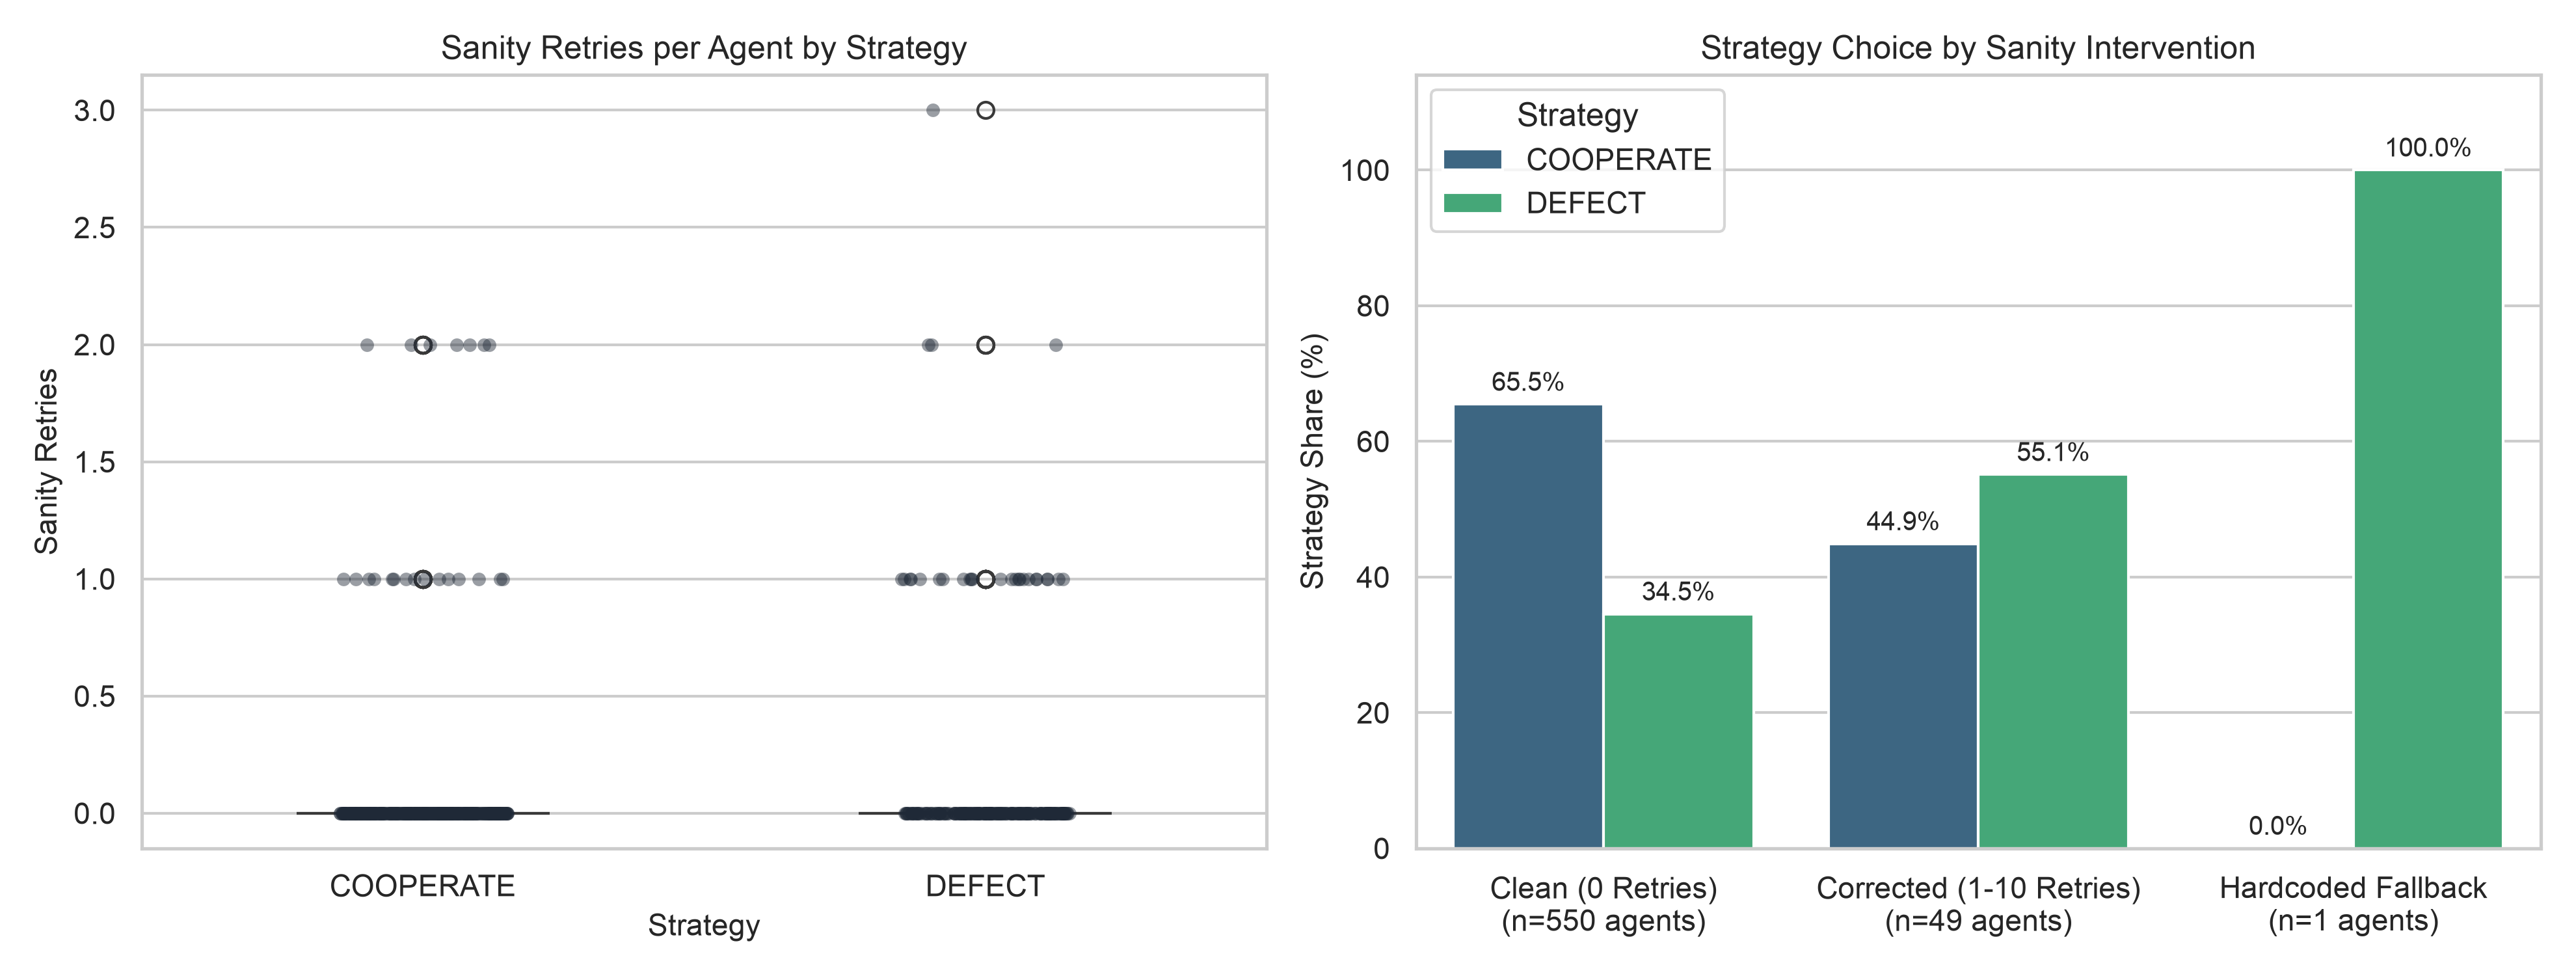 Sanity Retries per Agent by Strategy
Sanity Retries
3.0
2.5
2.0
1.5
1.0
0.5
0.0
COOPERATE
DEFECT
Strategy
Strategy Choice by Sanity Intervention
Strategy Share (%)
100
80
60
40
20
0
Strategy
COOPERATE
DEFECT
65.5%
34.5%
44.9%
55.1%
0.0%
100.0%
Clean (0 Retries)
(n=550 agents)
Corrected (1-10 Retries)
(n=49 agents)
Hardcoded Fallback
(n=1 agents)